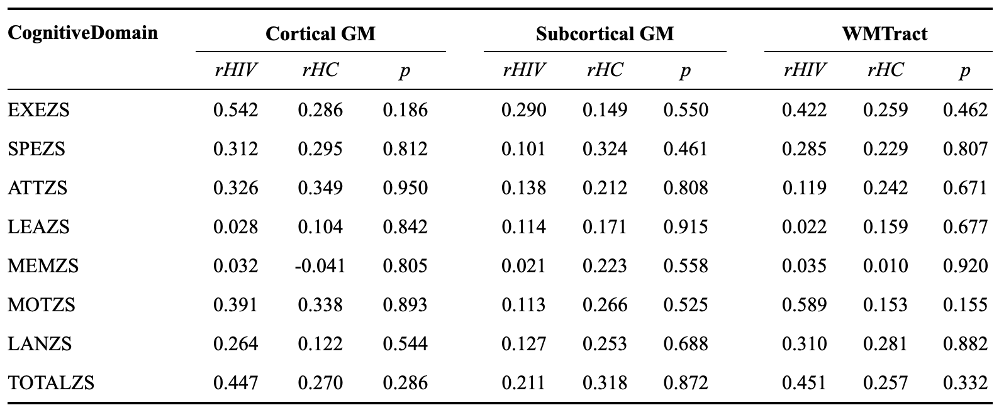 CognitiveDomain Cortical GM Subcortical GM WMTract
rHIV rHC p rHIV rHC p rHIV rHC p
EXEZS 0.542 0.286 0.186 0.290 0.149 0.550 0.422 0.259 0.462
SPEZS 0.312 0.295 0.812 0.101 0.324 0.461 0.285 0.229 0.807
ATTZS 0.326 0.349 0.950 0.138 0.212 0.808 0.119 0.242 0.671
LEAZS 0.028 0.104 0.842 0.114 0.171 0.915 0.022 0.159 0.677
MEMZS 0.032 -0.041 0.805 0.021 0.223 0.558 0.035 0.010 0.920
MOTZS 0.391 0.338 0.893 0.113 0.266 0.525 0.589 0.153 0.155
LANZS 0.264 0.122 0.544 0.127 0.253 0.688 0.310 0.281 0.882
TOTALZS 0.447 0.270 0.286 0.211 0.318 0.872 0.451 0.257 0.332